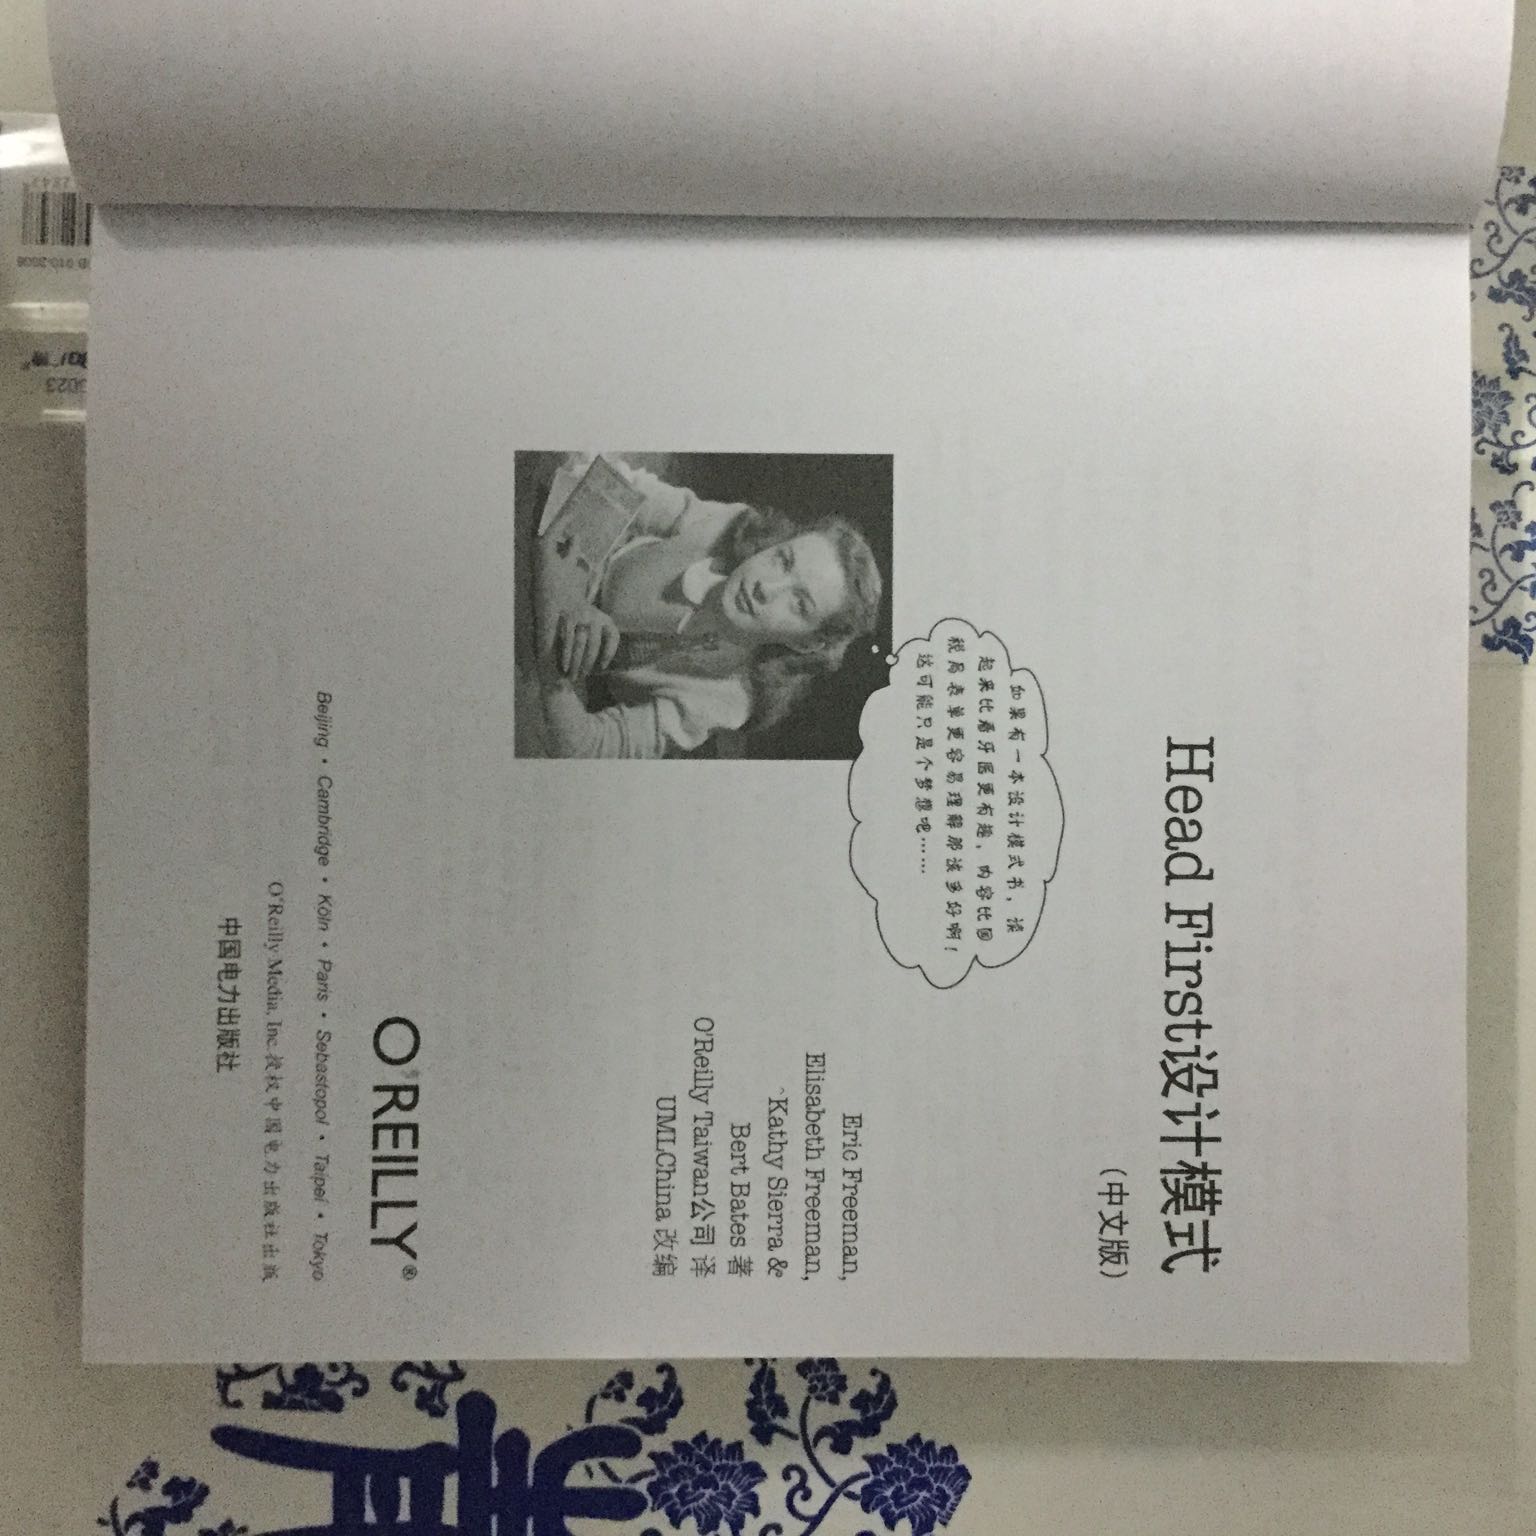 Head First设计模式
(中文版)
如果有一本设计模式书，读
起来比看牙医更有趣，内容比国
税局表单更容易理解那该多好啊！
这可能只是个梦想吧……
Eric Freeman,
Elisabeth Freeman,
Kathy Sierra &
Bert Bates 著
O'Reilly Taiwan公司 译
UMLChina 改编
O'REILLY®
Beijing • Cambridge • Köln • Paris • Sebastopol • Taipei • Tokyo
O'Reilly Media, Inc. 授权中国电力出版社出版
中国电力出版社